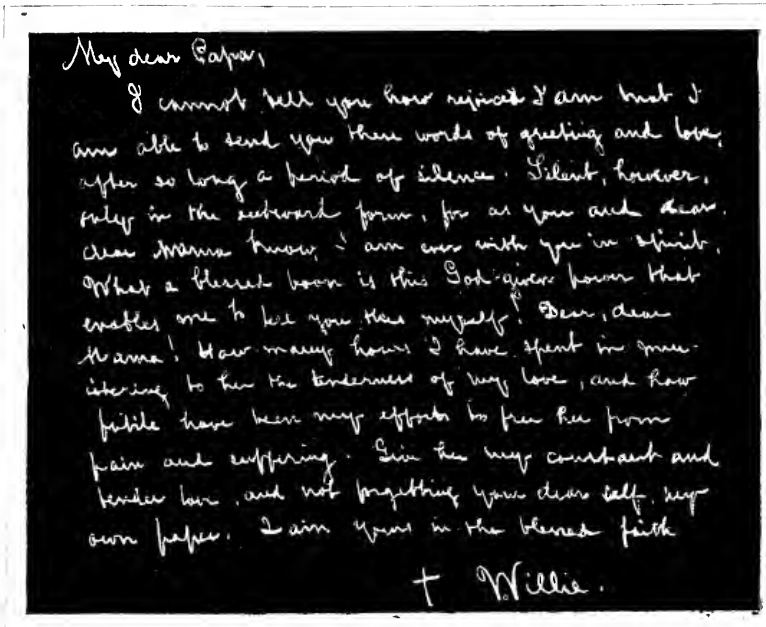 My dear Papa,
I cannot tell you how rejoiced I am that I
am able to send you these words of greeting and love,
after so long a period of silence. Silent, however,
only in the outward form, for as you and dear.
dear Mama know, I am ever with you in spirit.
What a blessed boon is this God-given power that
enables me to tell you this myself! Dear, dear
Mama! How many hours I have spent in min-
istering to her the tenderness of my love, and how
futile have been my efforts to free her from
pain and suffering. Give her my constant and
tender love, and not forgetting your dear self, my
own papa. I am yours in the blessed faith
† Willie.